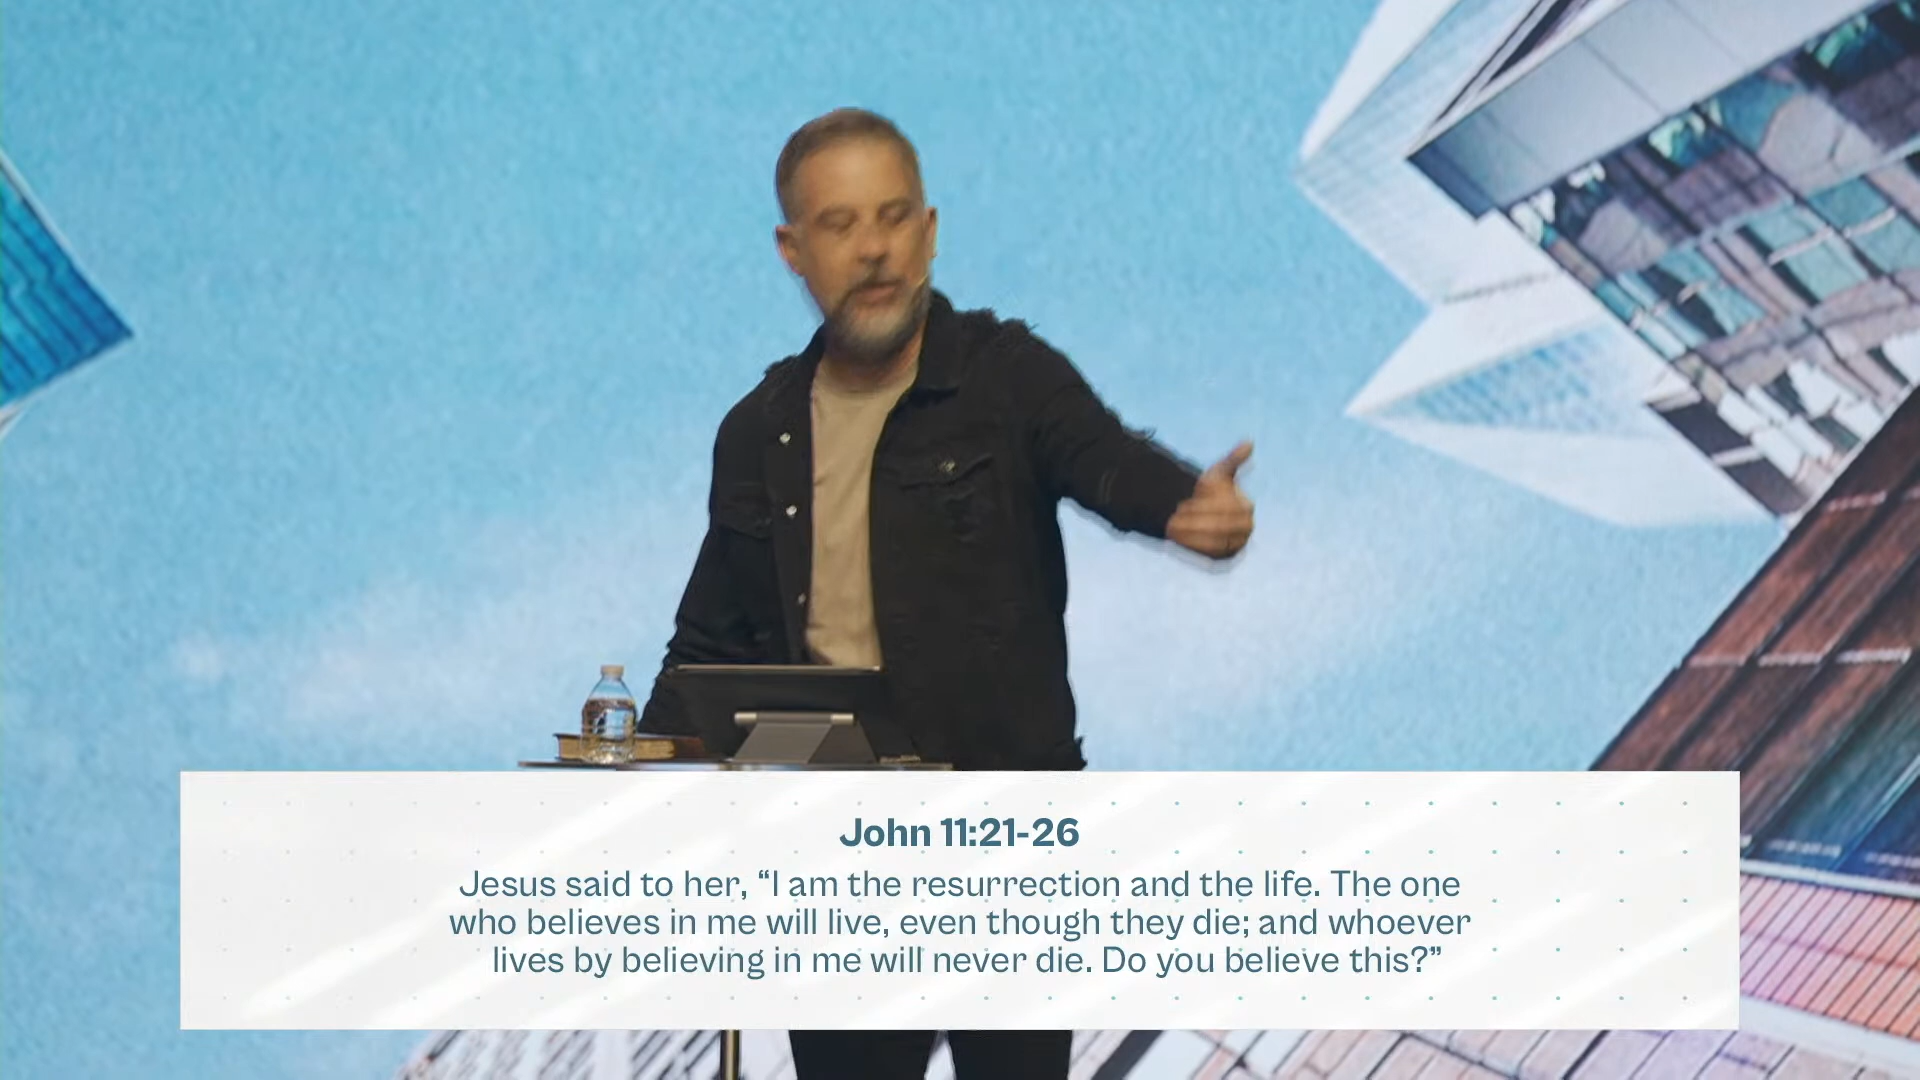 John 11:21-26
Jesus said to her, “I am the resurrection and the life. The one
who believes in me will live, even though they die; and whoever
lives by believing in me will never die. Do you believe this?”